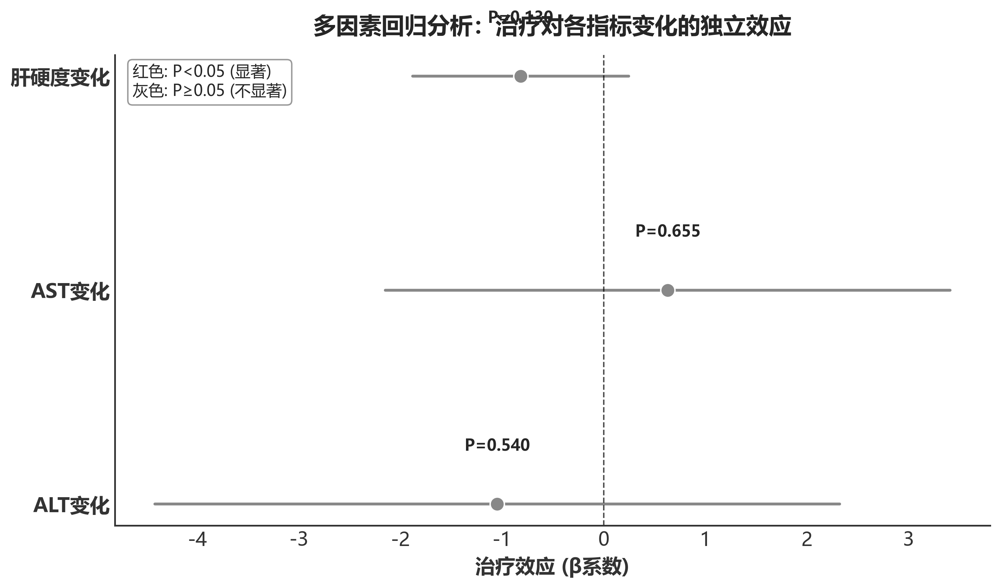 多因素回归分析: 治疗对各指标变化的独立效应
P=0.130
肝硬度变化
红色: P<0.05 (显著)
灰色: P≥0.05 (不显著)
P=0.655
AST变化
P=0.540
ALT变化
-4 -3 -2 -1 0 1 2 3
治疗效应 (β系数)